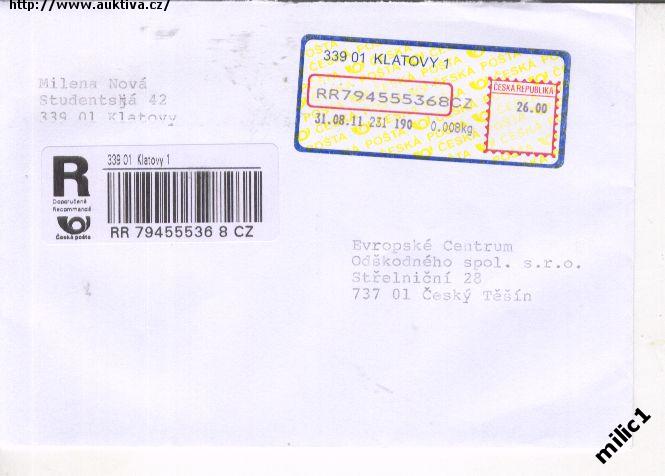 http://www.auktiva.cz/
Milena Nová
Studentská 42
339 01 Klatovy
339 01 KLATOVY 1
RR794555368CZ
31.08.11 231 190 0.008kg
ČESKÁ REPUBLIKA
26.00
R
Doporučeně
Recommandé
Česká pošta
339 01 Klatovy 1
RR 79455536 8 CZ
Evropské Centrum
Odškodného spol. s.r.o.
Střelniční 28
737 01 Český Těšín
milic1